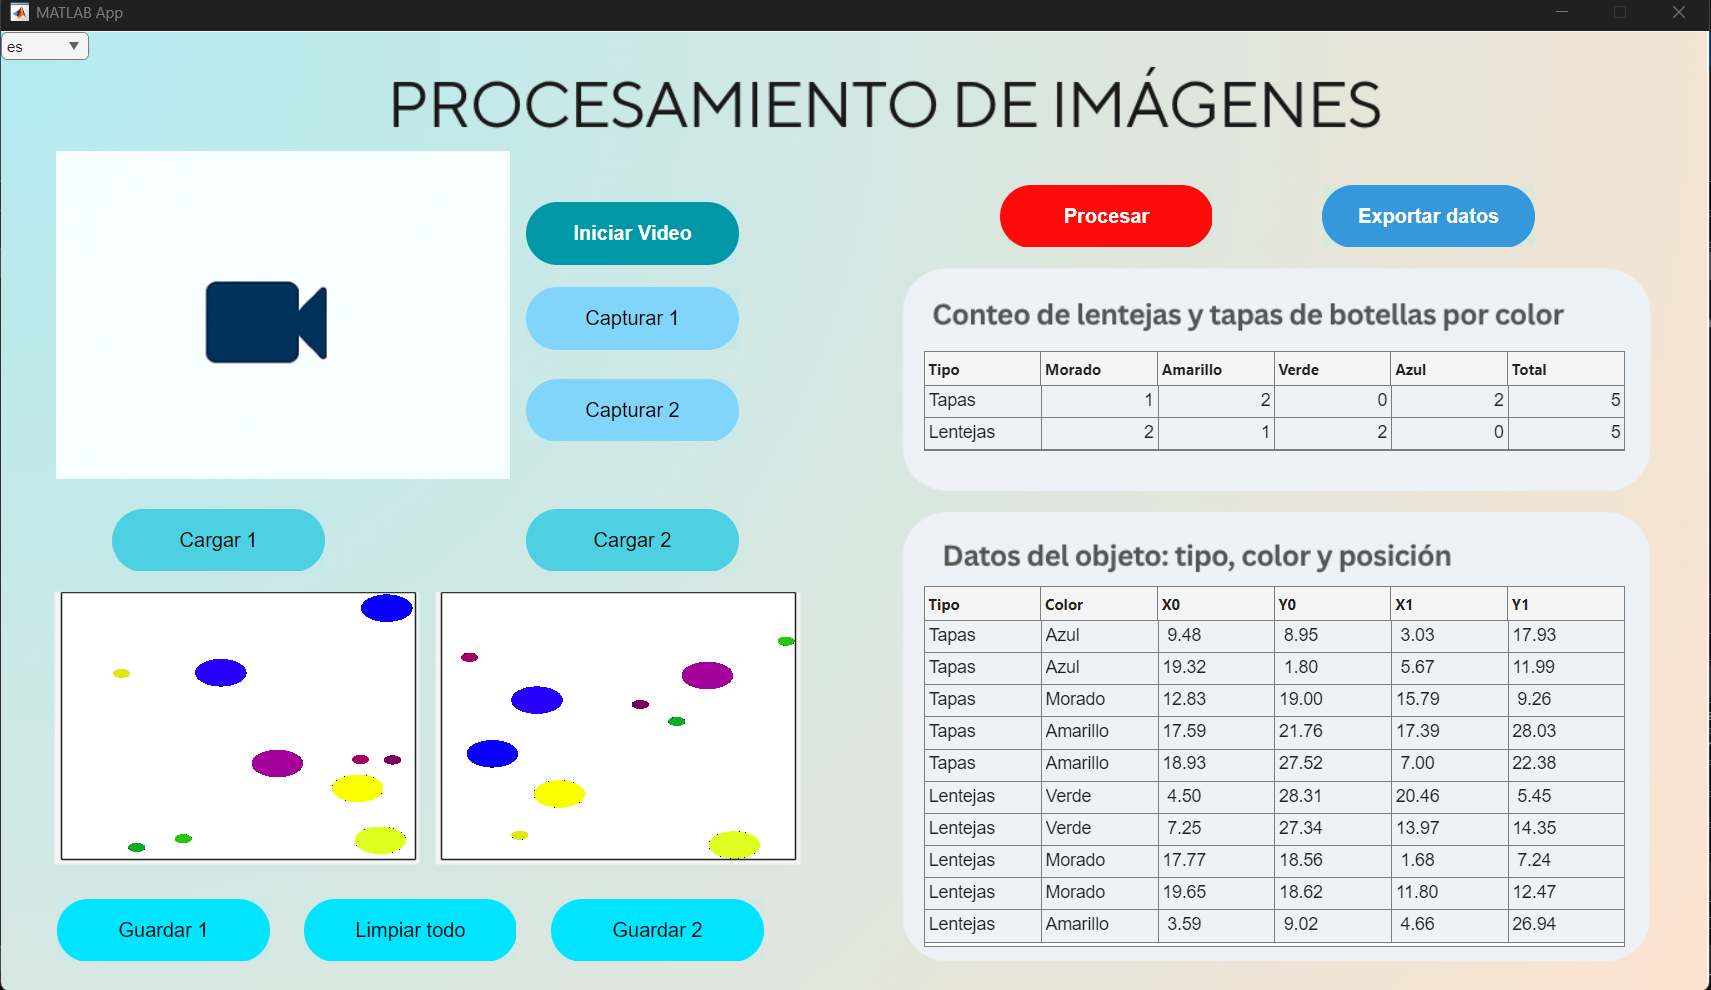 MATLAB App
es
PROCESAMIENTO DE IMÁGENES
Iniciar Video
Capturar 1
Capturar 2
Cargar 1
Cargar 2
Guardar 1
Limpiar todo
Guardar 2
Procesar
Exportar datos
Conteo de lentejas y tapas de botellas por color
Tipo Morado Amarillo Verde Azul Total
Tapas 1 2 0 2 5
Lentejas 2 1 2 0 5
Datos del objeto: tipo, color y posición
Tipo Color X0 Y0 X1 Y1
Tapas Azul 9.48 8.95 3.03 17.93
Tapas Azul 19.32 1.80 5.67 11.99
Tapas Morado 12.83 19.00 15.79 9.26
Tapas Amarillo 17.59 21.76 17.39 28.03
Tapas Amarillo 18.93 27.52 7.00 22.38
Lentejas Verde 4.50 28.31 20.46 5.45
Lentejas Verde 7.25 27.34 13.97 14.35
Lentejas Morado 17.77 18.56 1.68 7.24
Lentejas Morado 19.65 18.62 11.80 12.47
Lentejas Amarillo 3.59 9.02 4.66 26.94